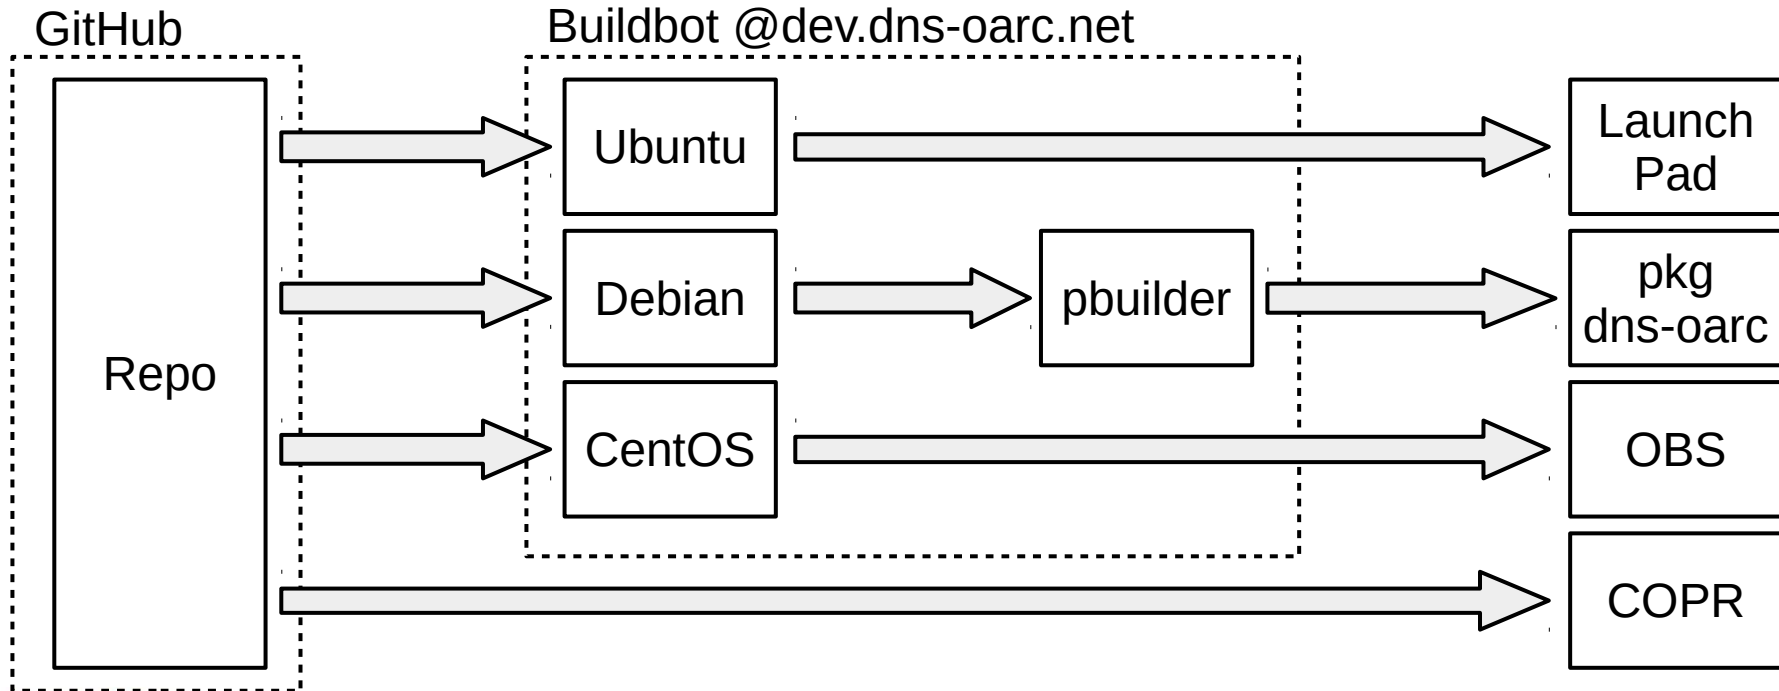 GitHub
Buildbot @dev.dns-oarc.net
Repo
Ubuntu
Launch
Pad
Debian
pbuilder
pkg
dns-oarc
CentOS
OBS
COPR